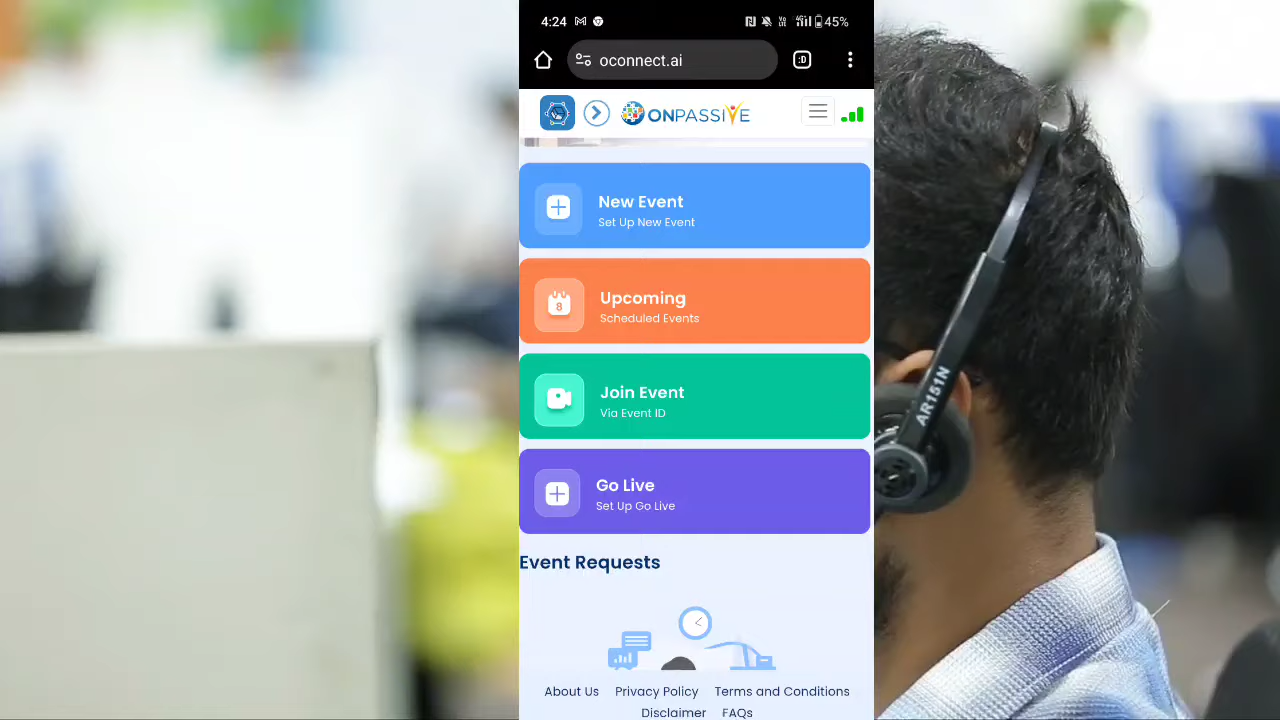 4:24
45%
oconnect.ai
:D
ONPASSIVE
New Event
Set Up New Event
Upcoming
8
Scheduled Events
Join Event
Via Event ID
Go Live
Set Up Go Live
Event Requests
About Us Privacy Policy Terms and Conditions
Disclaimer FAQs
AR151N